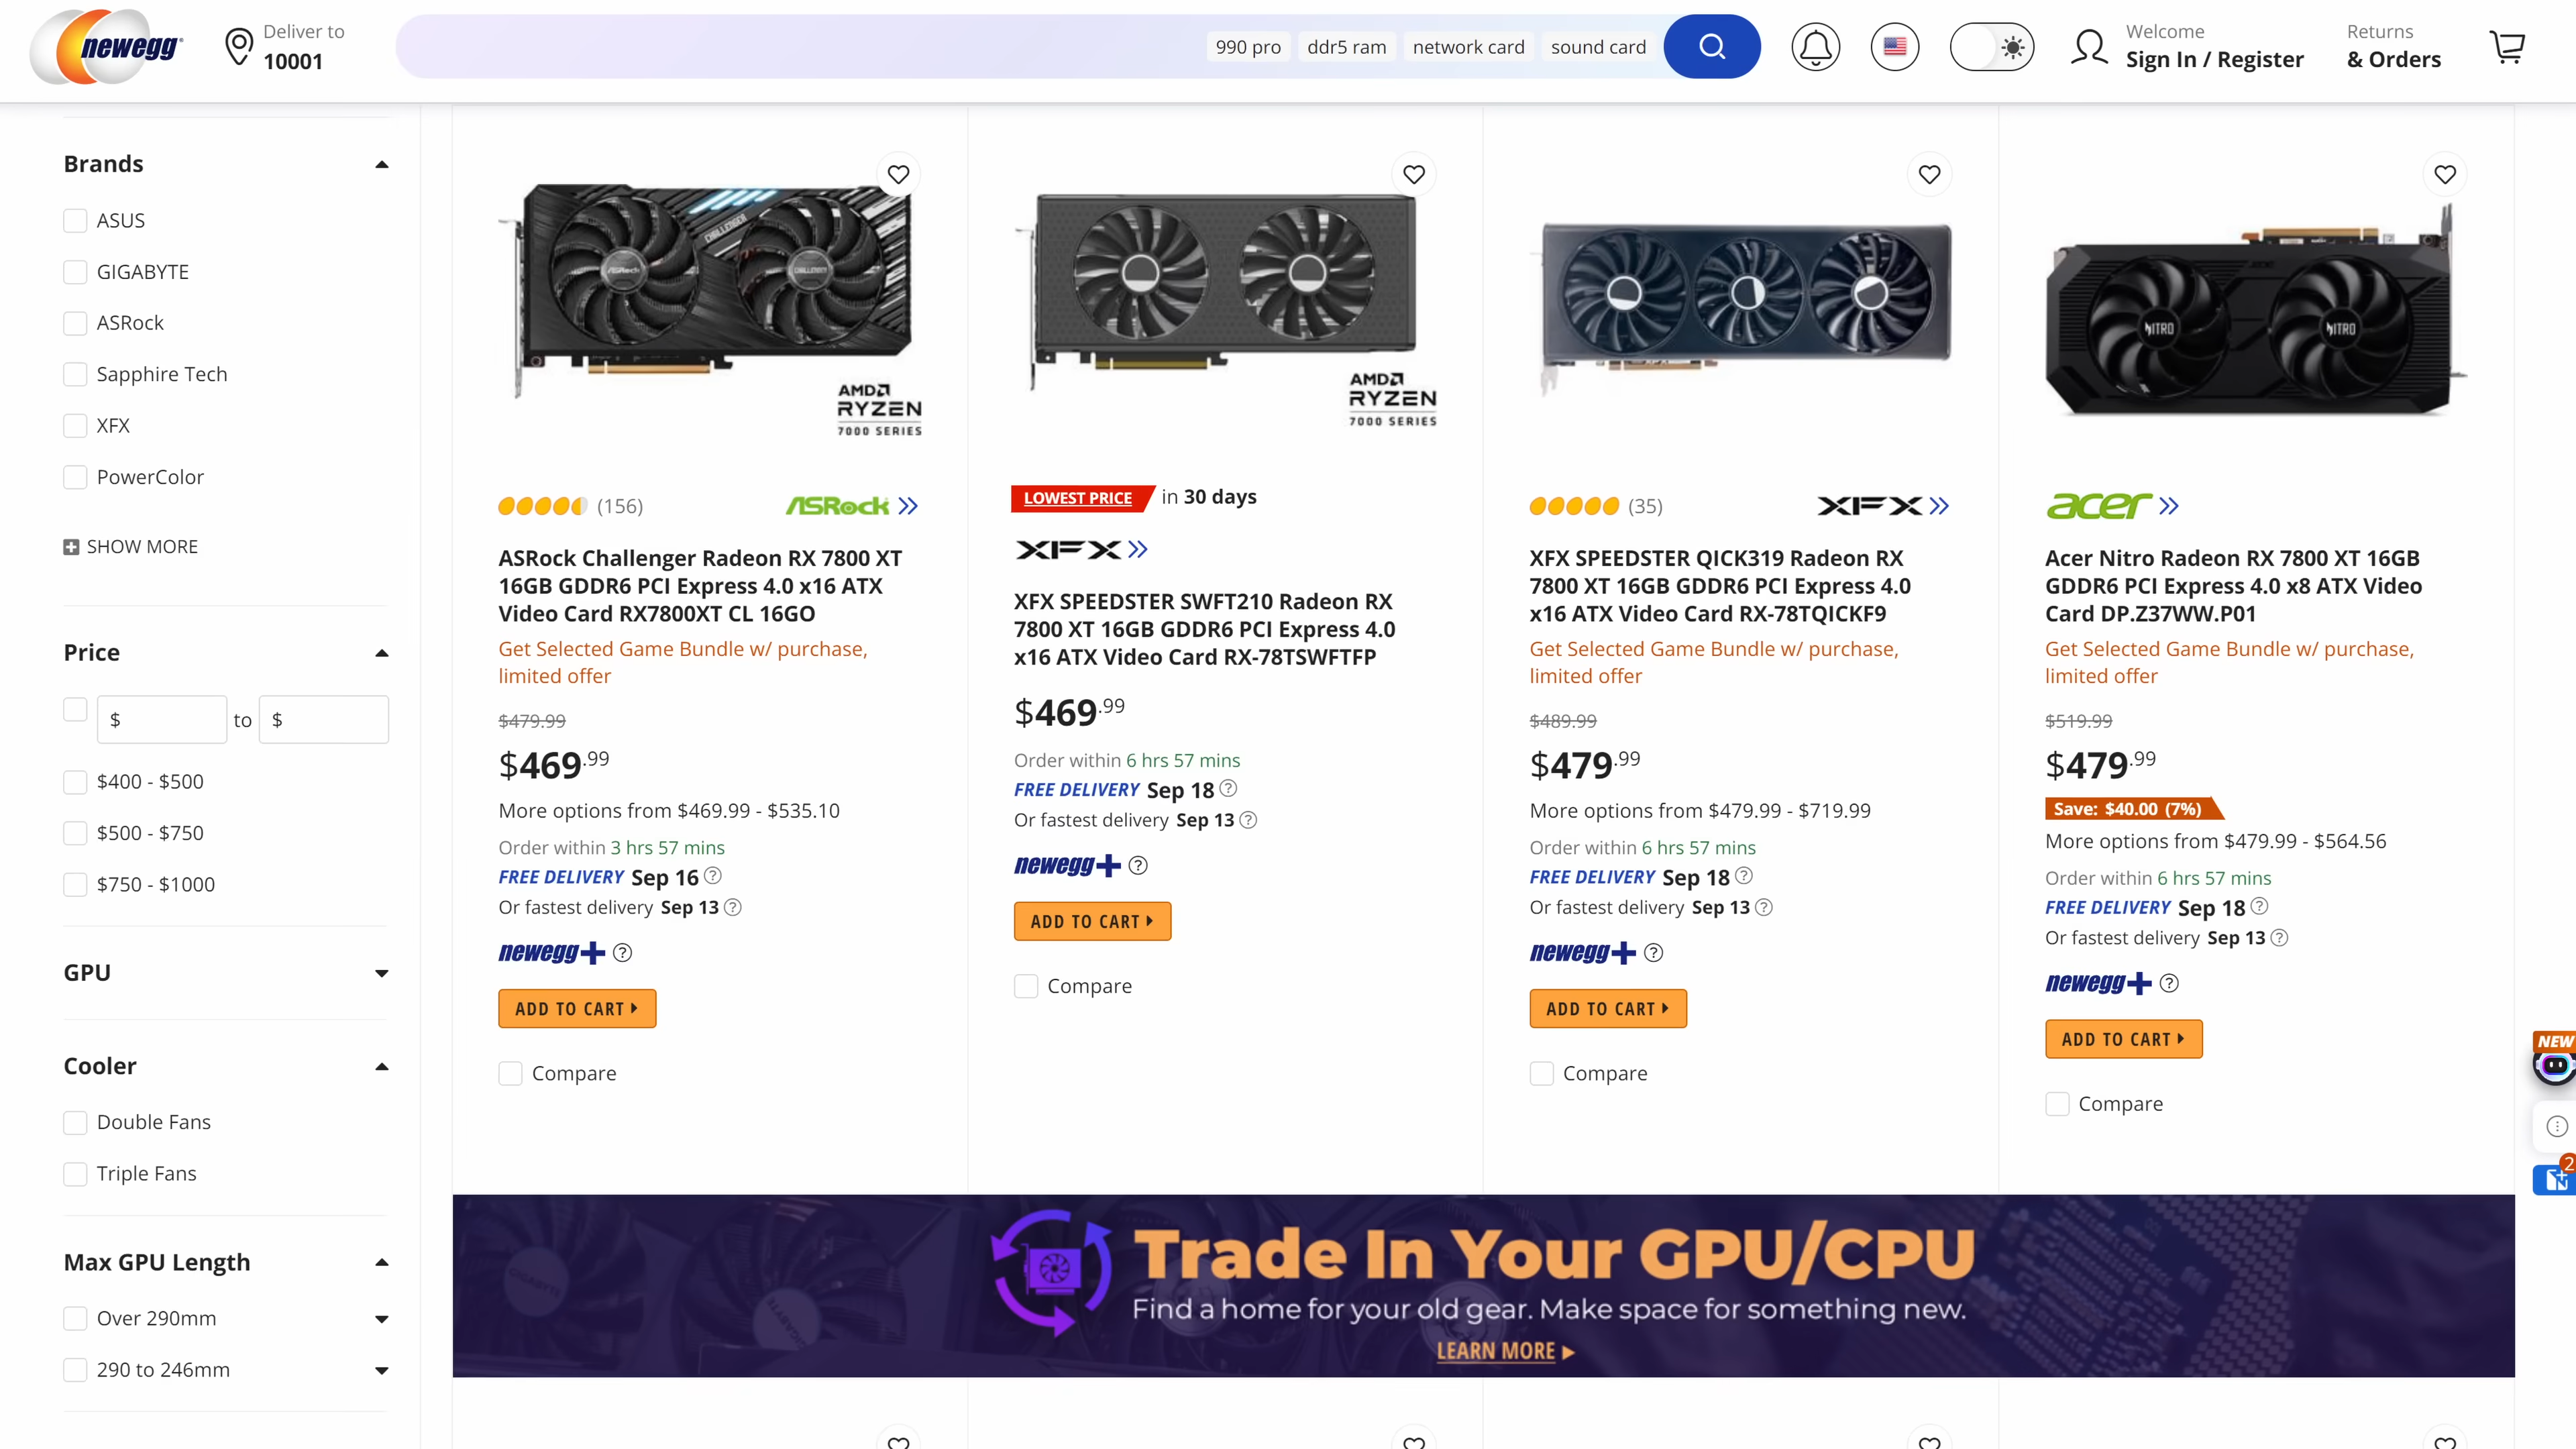 newegg
Deliver to
10001
990 pro
ddr5 ram
network card
sound card
Welcome
Sign In / Register
Returns
& Orders
Brands
ASUS
GIGABYTE
ASRock
Sapphire Tech
XFX
PowerColor
SHOW MORE
Price
$ to $
$400 - $500
$500 - $750
$750 - $1000
GPU
Cooler
Double Fans
Triple Fans
Max GPU Length
Over 290mm
290 to 246mm
CHALLENGER
ASRock
CHALLENGER
AMD
RYZEN
7000 SERIES
(156)
ASRock
ASRock Challenger Radeon RX 7800 XT
16GB GDDR6 PCI Express 4.0 x16 ATX
Video Card RX7800XT CL 16GO
Get Selected Game Bundle w/ purchase,
limited offer
$479.99
$469.99
More options from $469.99 - $535.10
Order within 3 hrs 57 mins
FREE DELIVERY Sep 16 ?
Or fastest delivery Sep 13 ?
newegg+ ?
ADD TO CART
Compare
AMD
RYZEN
7000 SERIES
LOWEST PRICE in 30 days
XFX
XFX SPEEDSTER SWFT210 Radeon RX
7800 XT 16GB GDDR6 PCI Express 4.0
x16 ATX Video Card RX-78TSWFTFP
$469.99
Order within 6 hrs 57 mins
FREE DELIVERY Sep 18 ?
Or fastest delivery Sep 13 ?
newegg+ ?
ADD TO CART
Compare
(35)
XFX
XFX SPEEDSTER QICK319 Radeon RX
7800 XT 16GB GDDR6 PCI Express 4.0
x16 ATX Video Card RX-78TQICKF9
Get Selected Game Bundle w/ purchase,
limited offer
$489.99
$479.99
More options from $479.99 - $719.99
Order within 6 hrs 57 mins
FREE DELIVERY Sep 18 ?
Or fastest delivery Sep 13 ?
newegg+ ?
ADD TO CART
Compare
NITRO
NITRO
acer
Acer Nitro Radeon RX 7800 XT 16GB
GDDR6 PCI Express 4.0 x8 ATX Video
Card DP.Z37WW.P01
Get Selected Game Bundle w/ purchase,
limited offer
$519.99
$479.99
Save: $40.00 (7%)
More options from $479.99 - $564.56
Order within 6 hrs 57 mins
FREE DELIVERY Sep 18 ?
Or fastest delivery Sep 13 ?
newegg+ ?
ADD TO CART
Compare
NEW
2
GIGABYTE
GIGABYTE
Trade In Your GPU/CPU
Find a home for your old gear. Make space for something new.
LEARN MORE